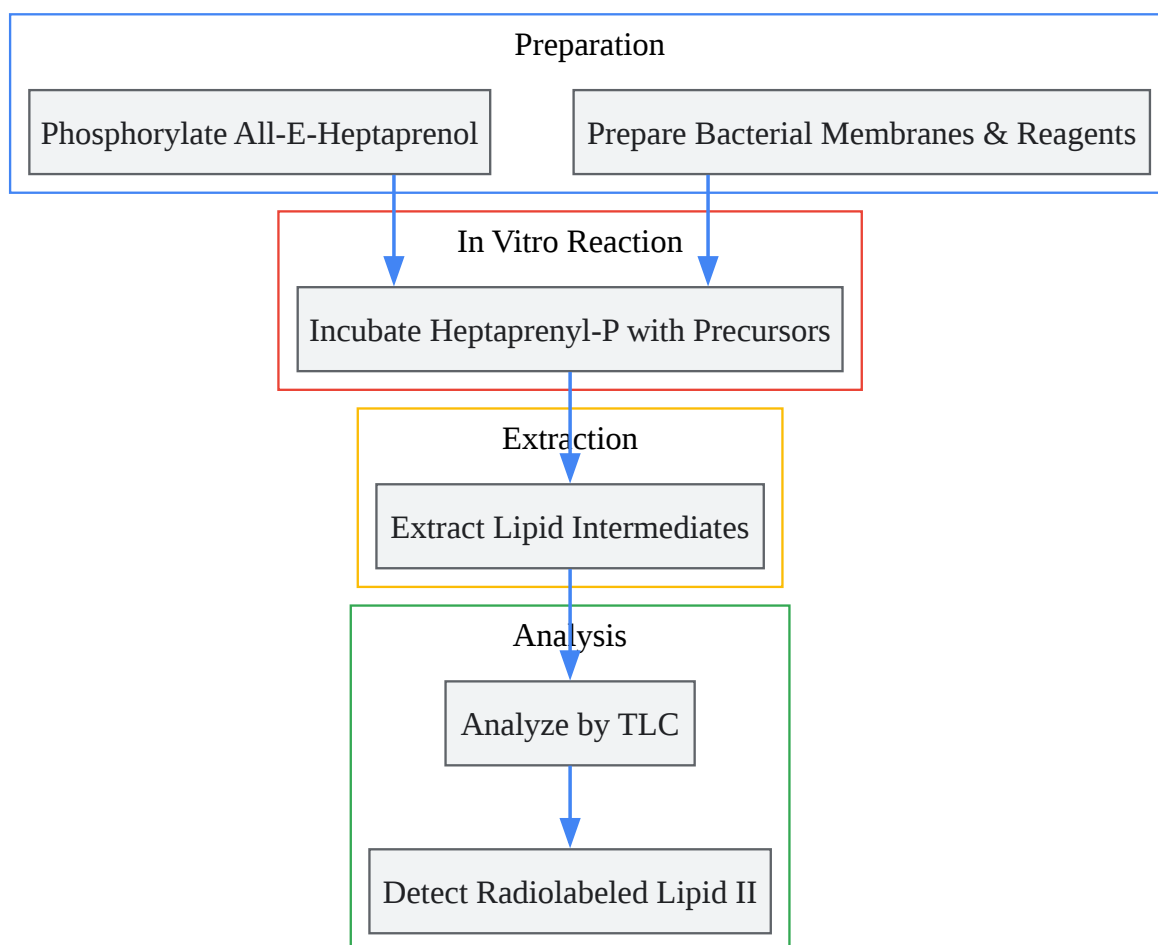 Preparation
Phosphorylate All-E-Heptaprenol
Prepare Bacterial Membranes & Reagents
In Vitro Reaction
Incubate Heptaprenyl-P with Precursors
Extraction
Extract Lipid Intermediates
Analysis
Analyze by TLC
Detect Radiolabeled Lipid II